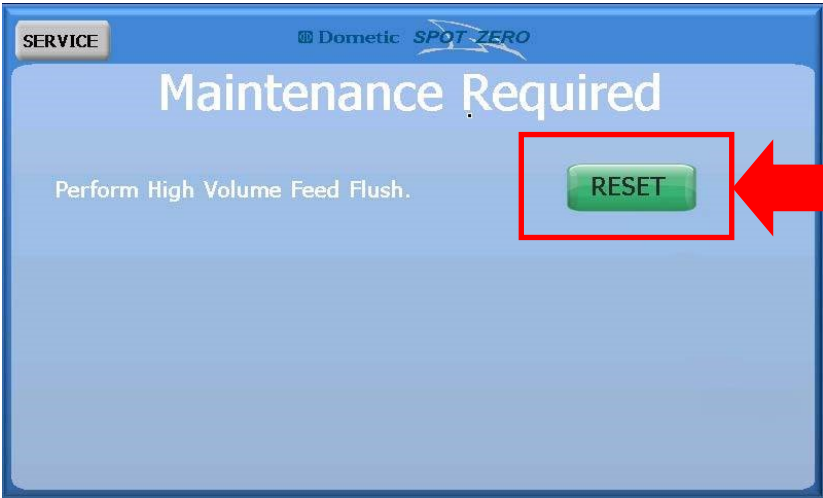 SERVICE
Dometic SPOT ZERO
Maintenance Required
Perform High Volume Feed Flush.
RESET